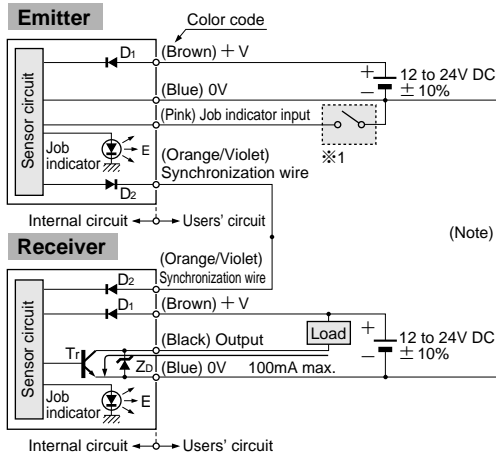 Emitter
Color code
D1
(Brown) + V
+
12 to 24V DC
(Blue) 0V
−
± 10%
(Pink) Job indicator input
Sensor circuit
Job
indicator
E
※1
(Orange/Violet)
Synchronization wire
D2
Internal circuit
Users' circuit
(Note)
Receiver
(Orange/Violet)
D2
Synchronization wire
D1
(Brown) + V
Sensor circuit
Load
+
12 to 24V DC
(Black) Output
−
± 10%
Tr
ZD
(Blue) 0V
100mA max.
Job
indicator
E
Internal circuit
Users' circuit